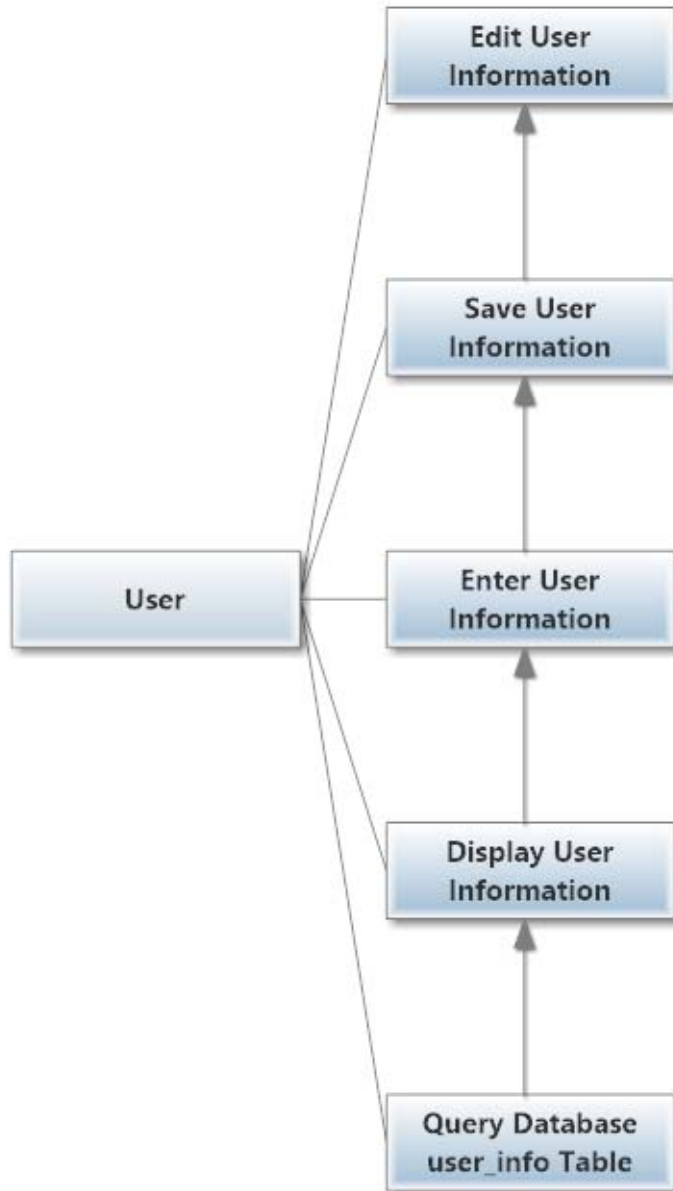 Edit User
Information
Save User
Information
User
Enter User
Information
Display User
Information
Query Database
user_info Table